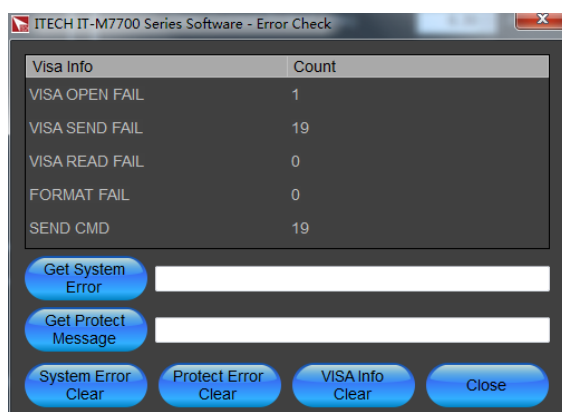 ITECH IT-M7700 Series Software - Error Check
Visa Info Count
VISA OPEN FAIL 1
VISA SEND FAIL 19
VISA READ FAIL 0
FORMAT FAIL 0
SEND CMD 19
Get System
Error
Get Protect
Message
System Error
Clear
Protect Error
Clear
VISA Info
Clear
Close